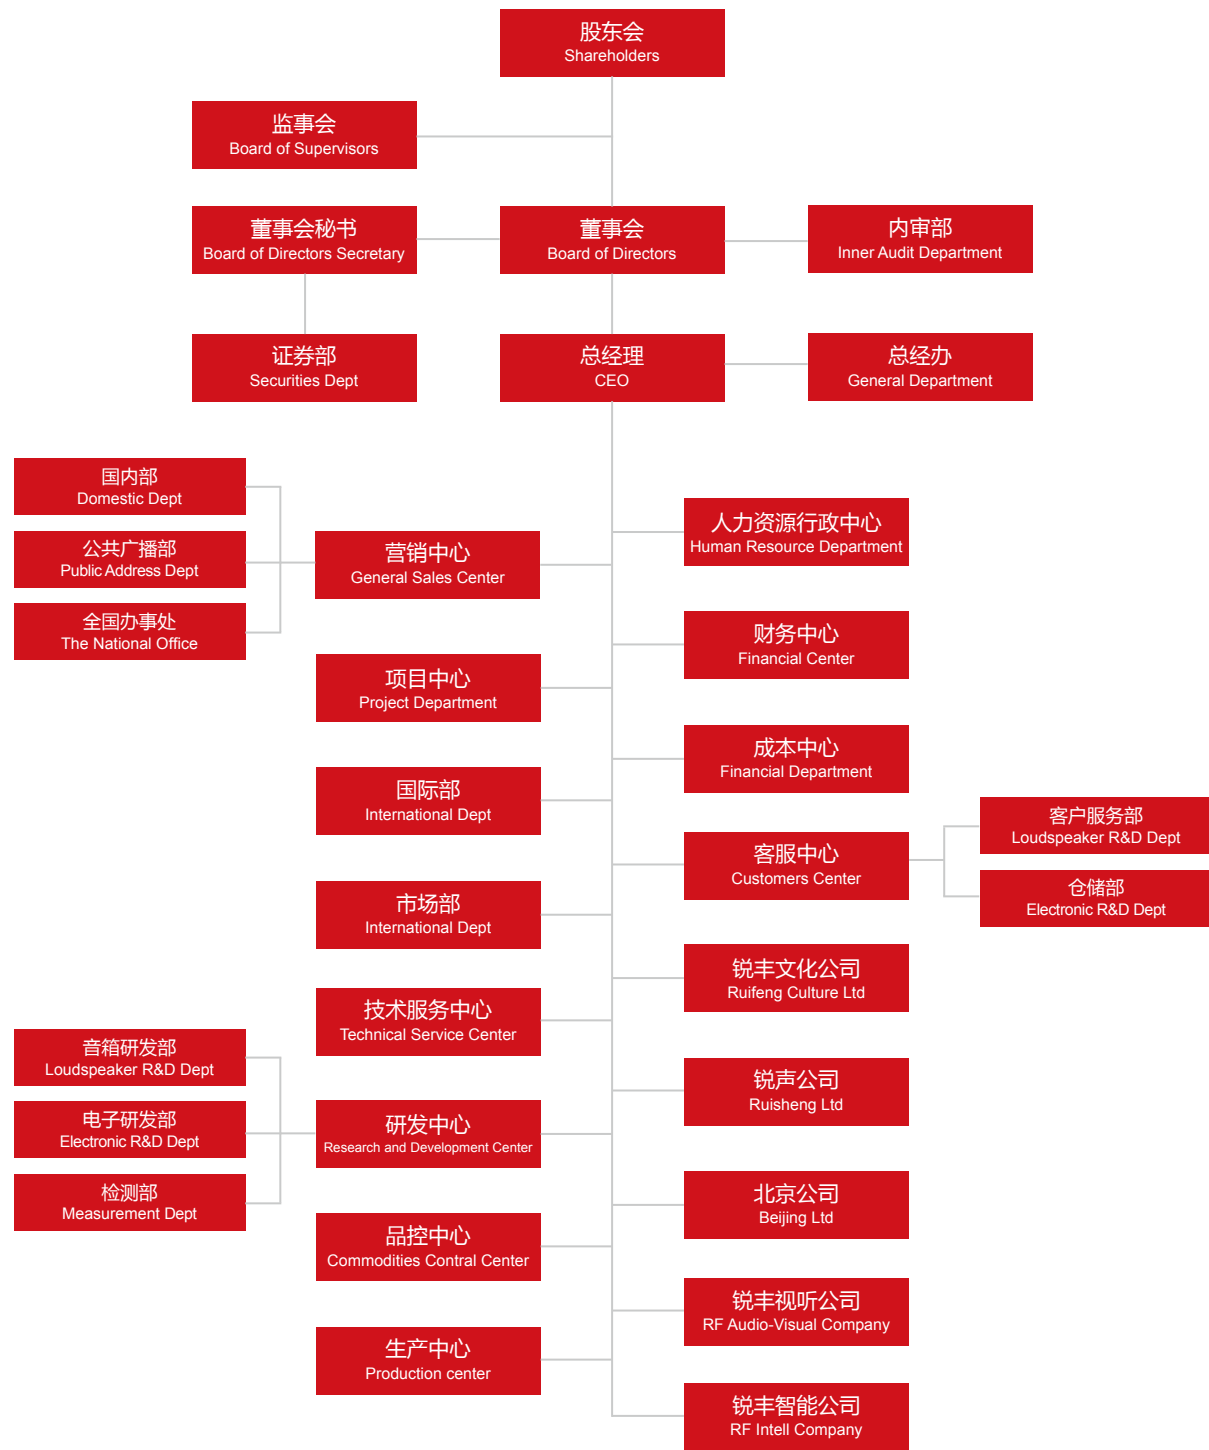 股东会
Shareholders
监事会
Board of Supervisors
董事会秘书
Board of Directors Secretary
董事会
Board of Directors
内审部
Inner Audit Department
证券部
Securities Dept
总经理
CEO
总经办
General Department
国内部
Domestic Dept
公共广播部
Public Address Dept
全国办事处
The National Office
营销中心
General Sales Center
项目中心
Project Department
国际部
International Dept
市场部
International Dept
技术服务中心
Technical Service Center
音箱研发部
Loudspeaker R&D Dept
电子研发部
Electronic R&D Dept
检测部
Measurement Dept
研发中心
Research and Development Center
品控中心
Commodities Contral Center
生产中心
Production center
人力资源行政中心
Human Resource Department
财务中心
Financial Center
成本中心
Financial Department
客服中心
Customers Center
客户服务部
Loudspeaker R&D Dept
仓储部
Electronic R&D Dept
锐丰文化公司
Ruifeng Culture Ltd
锐声公司
Ruisheng Ltd
北京公司
Beijing Ltd
锐丰视听公司
RF Audio-Visual Company
锐丰智能公司
RF Intell Company